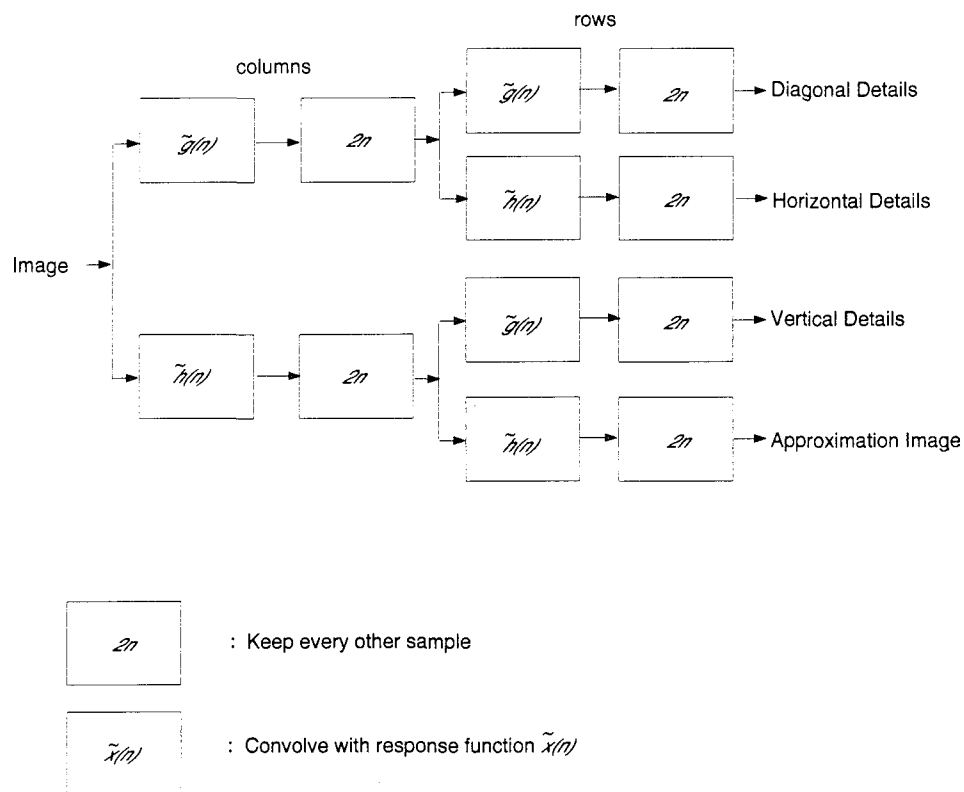 rows
columns
g̃(n)
2n
Diagonal Details
g̃(n)
2n
h̃(n)
2n
Horizontal Details
Image
g̃(n)
2n
Vertical Details
h̃(n)
2n
h̃(n)
2n
Approximation Image
2n
: Keep every other sample
x̃(n)
: Convolve with response function x̃(n)